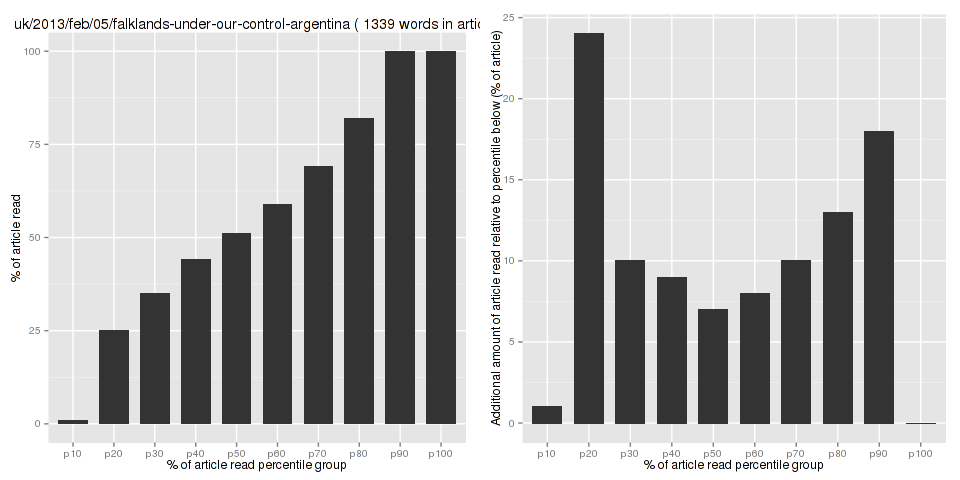 uk/2013/feb/05/falklands-under-our-control-argentina ( 1339 words in artic
% of article read
100
75
50
25
0
p10 p20 p30 p40 p50 p60 p70 p80 p90 p100
% of article read percentile group
Additional amount of article read relative to percentile below (% of article)
25
20
15
10
5
0
p10 p20 p30 p40 p50 p60 p70 p80 p90 p100
% of article read percentile group